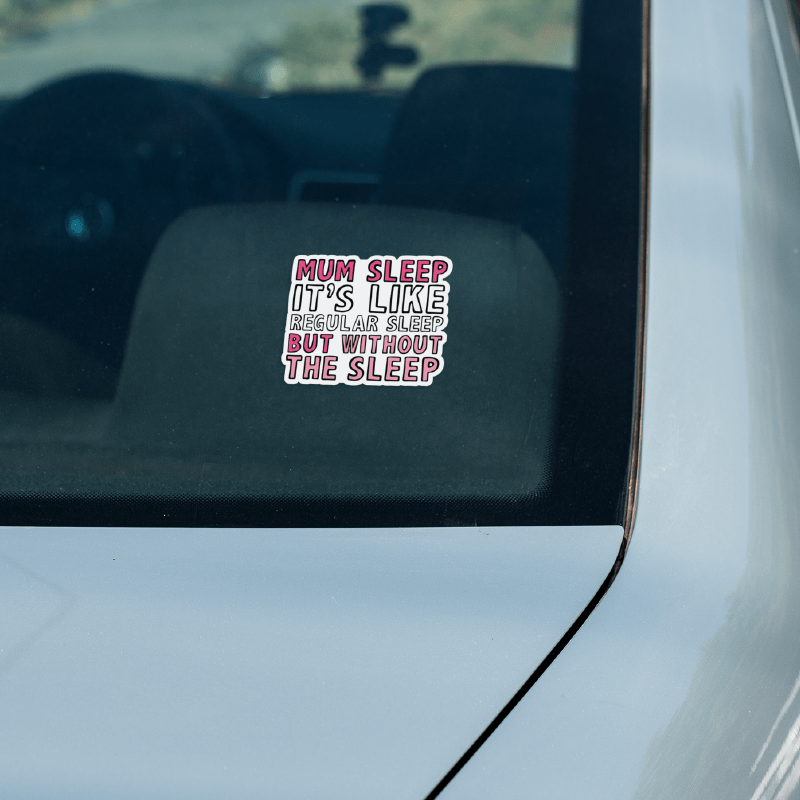 MUM SLEEP
IT'S LIKE
REGULAR SLEEP
BUT WITHOUT
THE SLEEP